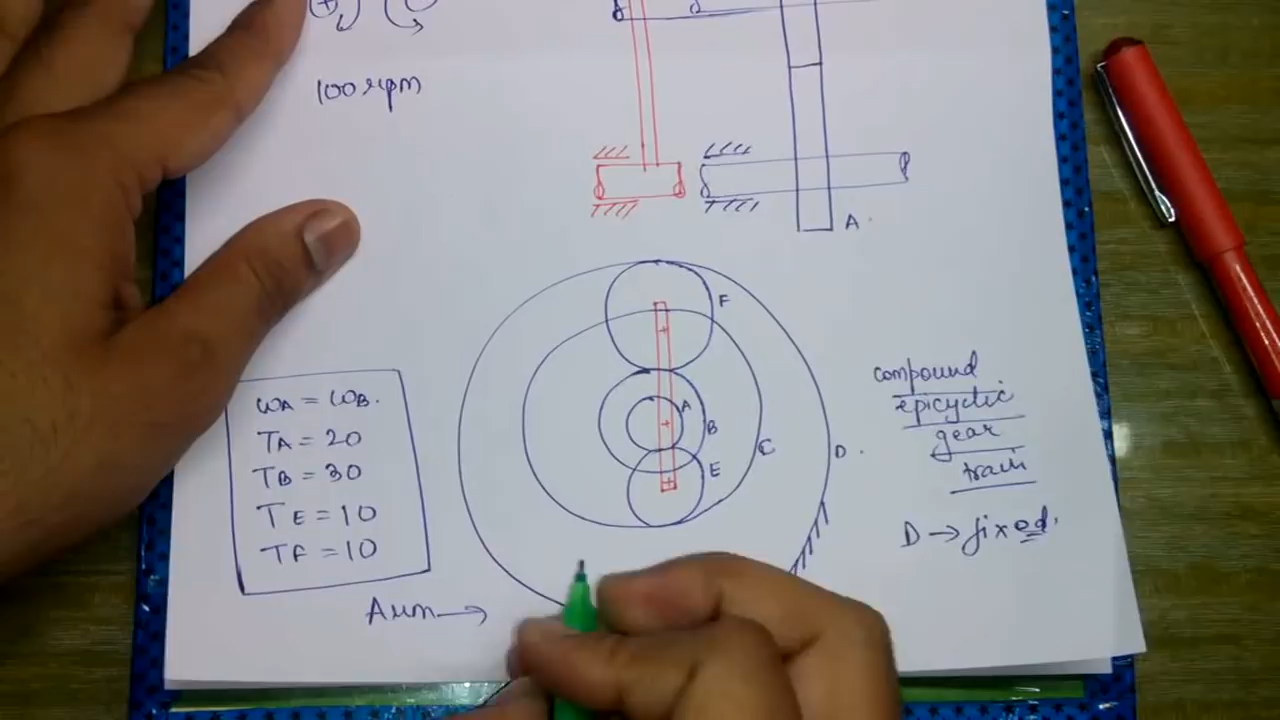 (+)
100 rpm
A
F
A
B
C
E
D
ωA = ωB.
TA = 20
TB = 30
TE = 10
TF = 10
compound
epicyclic
gear
train
D → fixed.
Arm →